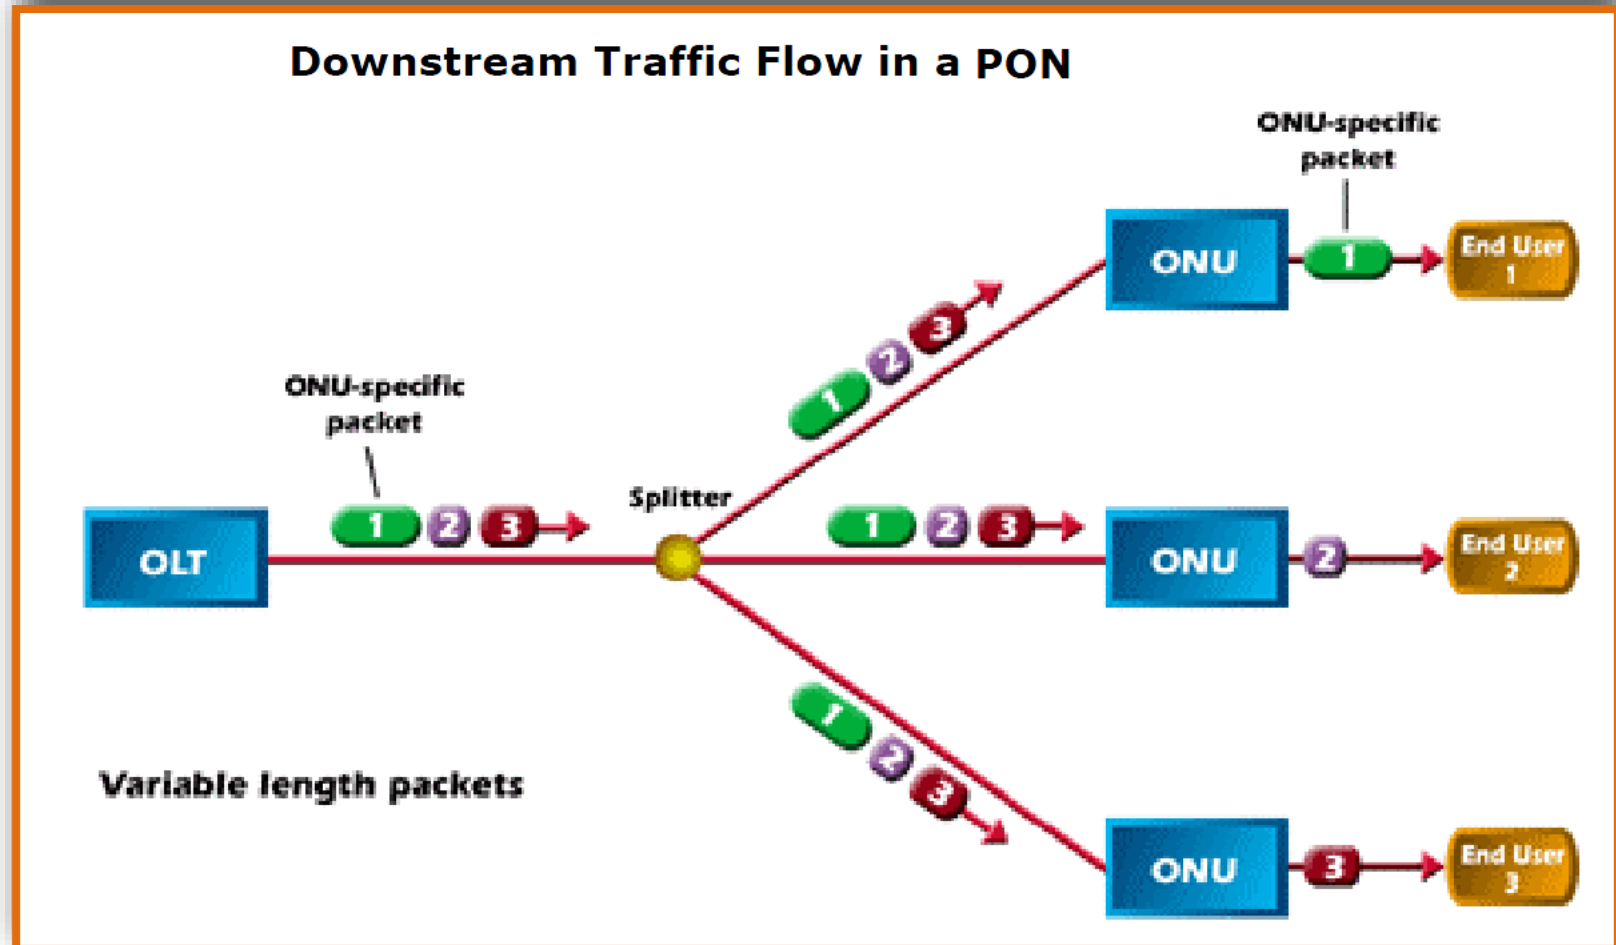 Downstream Traffic Flow in a PON
ONU-specific
packet
ONU
1
End User
1
1 2 3
ONU-specific
packet
1 2 3
Splitter
OLT
1 2 3
ONU
2
End User
2
1 2 3
Variable length packets
ONU
3
End User
3